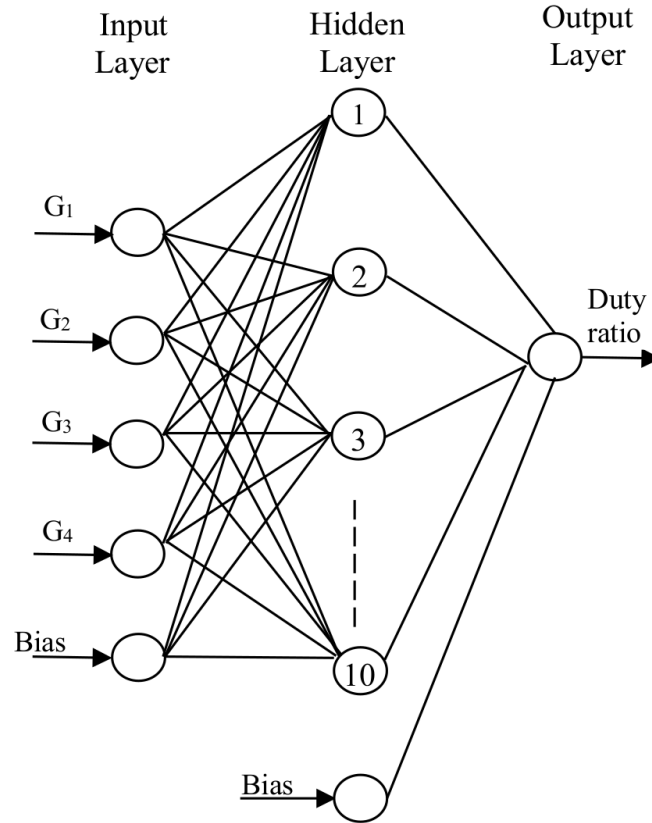 Input
Layer
Hidden
Layer
Output
Layer
1
G₁
2
G₂
Duty
ratio
G₃
3
G₄
Bias
10
Bias